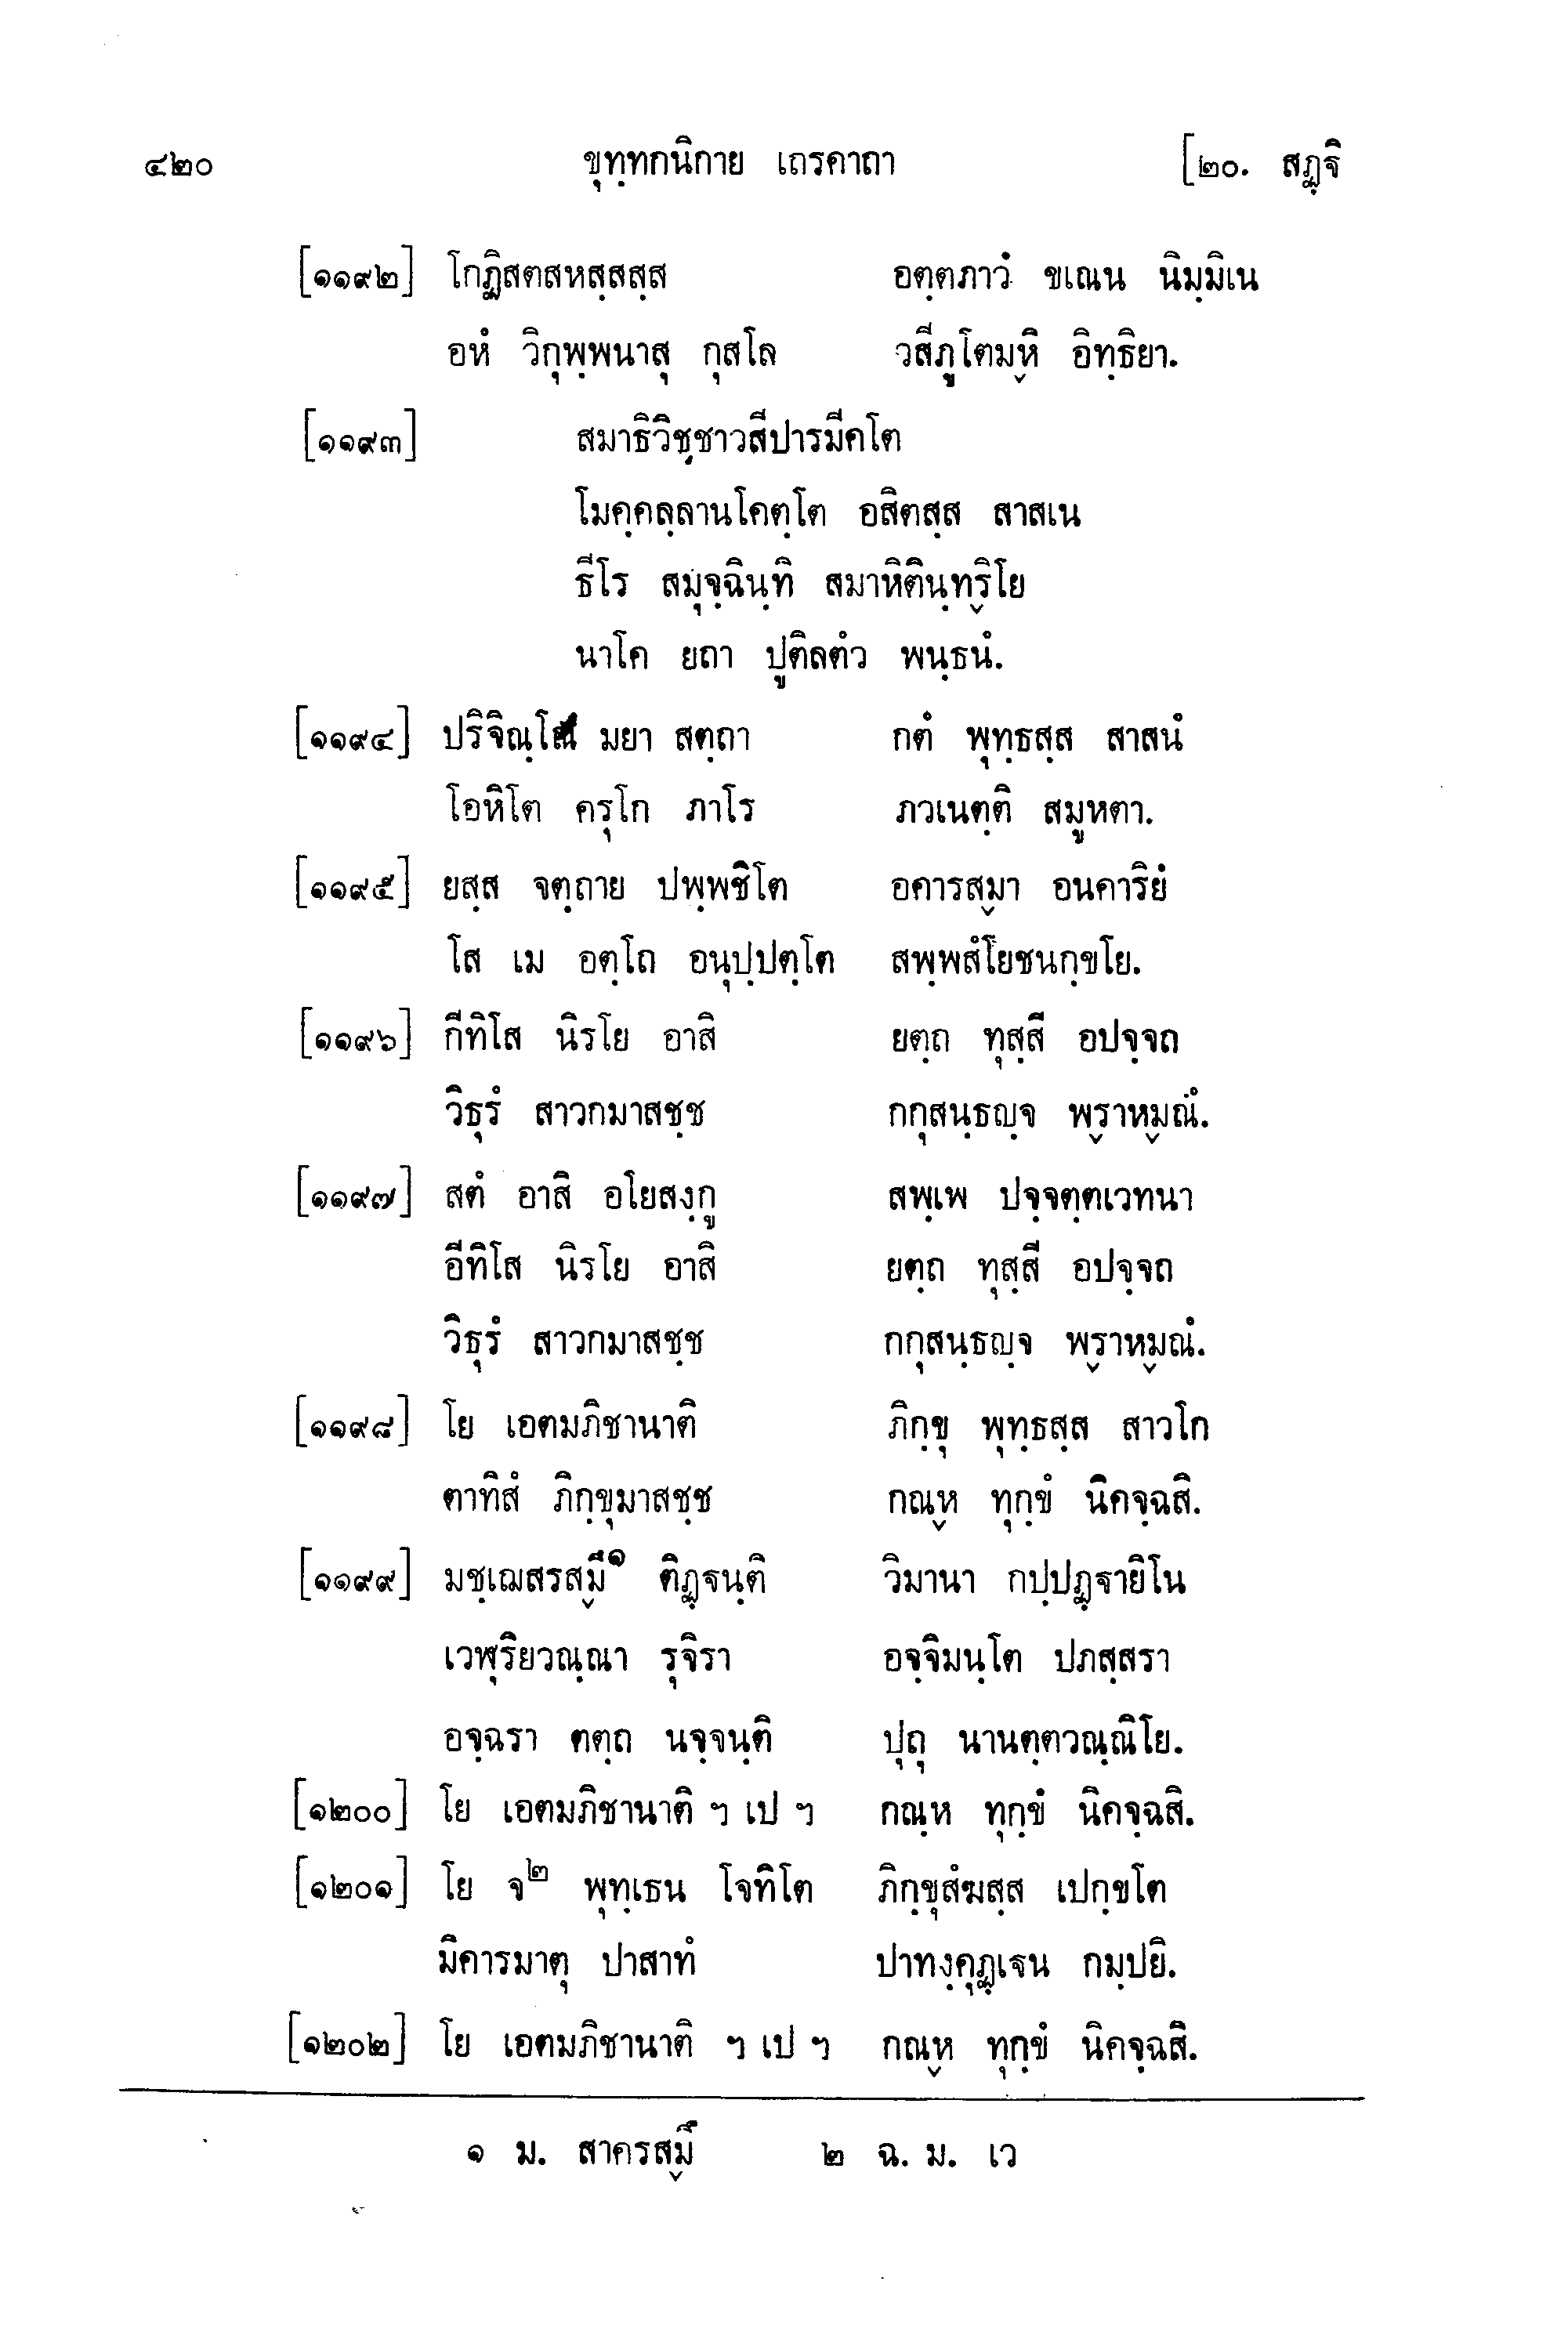 ๔๒๐ ขุทฺทกนิกาย เถรคาถา [๒๐. สฏฺฐิ
[๑๑๙๒] โกฏิสตสหสฺสสฺส อตฺตภาวํ ขเณน นิมฺมิเน
อหํ วิกุพฺพนาสุ กุสโล วสีภูโตมฺหิ อิทฺธิยา.
[๑๑๙๓] สมาธิวิชฺชาวสีปารมีคโต
โมคฺคลฺลานโคตฺโต อสิตสฺส สาสเน
ธีโร สมุจฺฉินฺทิ สมาหิตินฺทฺริโย
นาโค ยถา ปูติลตํว พนฺธนํ.
[๑๑๙๔] ปริจิณฺโณ มยา สตฺถา กตํ พุทฺธสฺส สาสนํ
โอหิโต ครุโก ภาโร ภวเนตฺติ สมูหตา.
[๑๑๙๕] ยสฺส จตฺถาย ปพฺพชิโต อคารสฺมา อนคาริยํ
โส เม อตฺโถ อนุปฺปตฺโต สพฺพสํโยชนกฺขโย.
[๑๑๙๖] กีทิโส นิรโย อาสิ ยตฺถ ทุสฺสี อปจฺจถ
วิธุรํ สาวกมาสชฺช กกุสนฺธญฺจ พฺราหฺมณํ.
[๑๑๙๗] สตํ อาสิ อโยสงฺกู สพฺเพ ปจฺจตฺตเวทนา
อีทิโส นิรโย อาสิ ยตฺถ ทุสฺสี อปจฺจถ
วิธุรํ สาวกมาสชฺช กกุสนฺธญฺจ พฺราหฺมณํ.
[๑๑๙๘] โย เอตมภิชานาติ ภิกฺขุ พุทฺธสฺส สาวโก
ตาทิสํ ภิกฺขุมาสชฺช กณฺห ทุกฺขํ นิคจฺฉสิ.
[๑๑๙๙] มชฺเฌสรสฺมึ๑ ติฏฺฐนฺติ วิมานา กปฺปฏฺฐายิโน
เวฬุริยวณฺณา รุจิรา อจฺจิมนฺโต ปภสฺสรา
อจฺฉรา ตตฺถ นจฺจนฺติ ปุถุ นานตฺตวณฺณิโย.
[๑๒๐๐] โย เอตมภิชานาติ ฯ เป ฯ กณฺห ทุกฺขํ นิคจฺฉสิ.
[๑๒๐๑] โย จ๒ พุทฺเธน โจทิโต ภิกฺขุสํฆสฺส เปกฺขโต
มิคารมาตุ ปาสาทํ ปาทงฺคุฏฺเฐน กมฺปยิ.
[๑๒๐๒] โย เอตมภิชานาติ ฯ เป ฯ กณฺห ทุกฺขํ นิคจฺฉสิ.
๑ ม. สาครสฺมึ ๒ ฉ. ม. เว